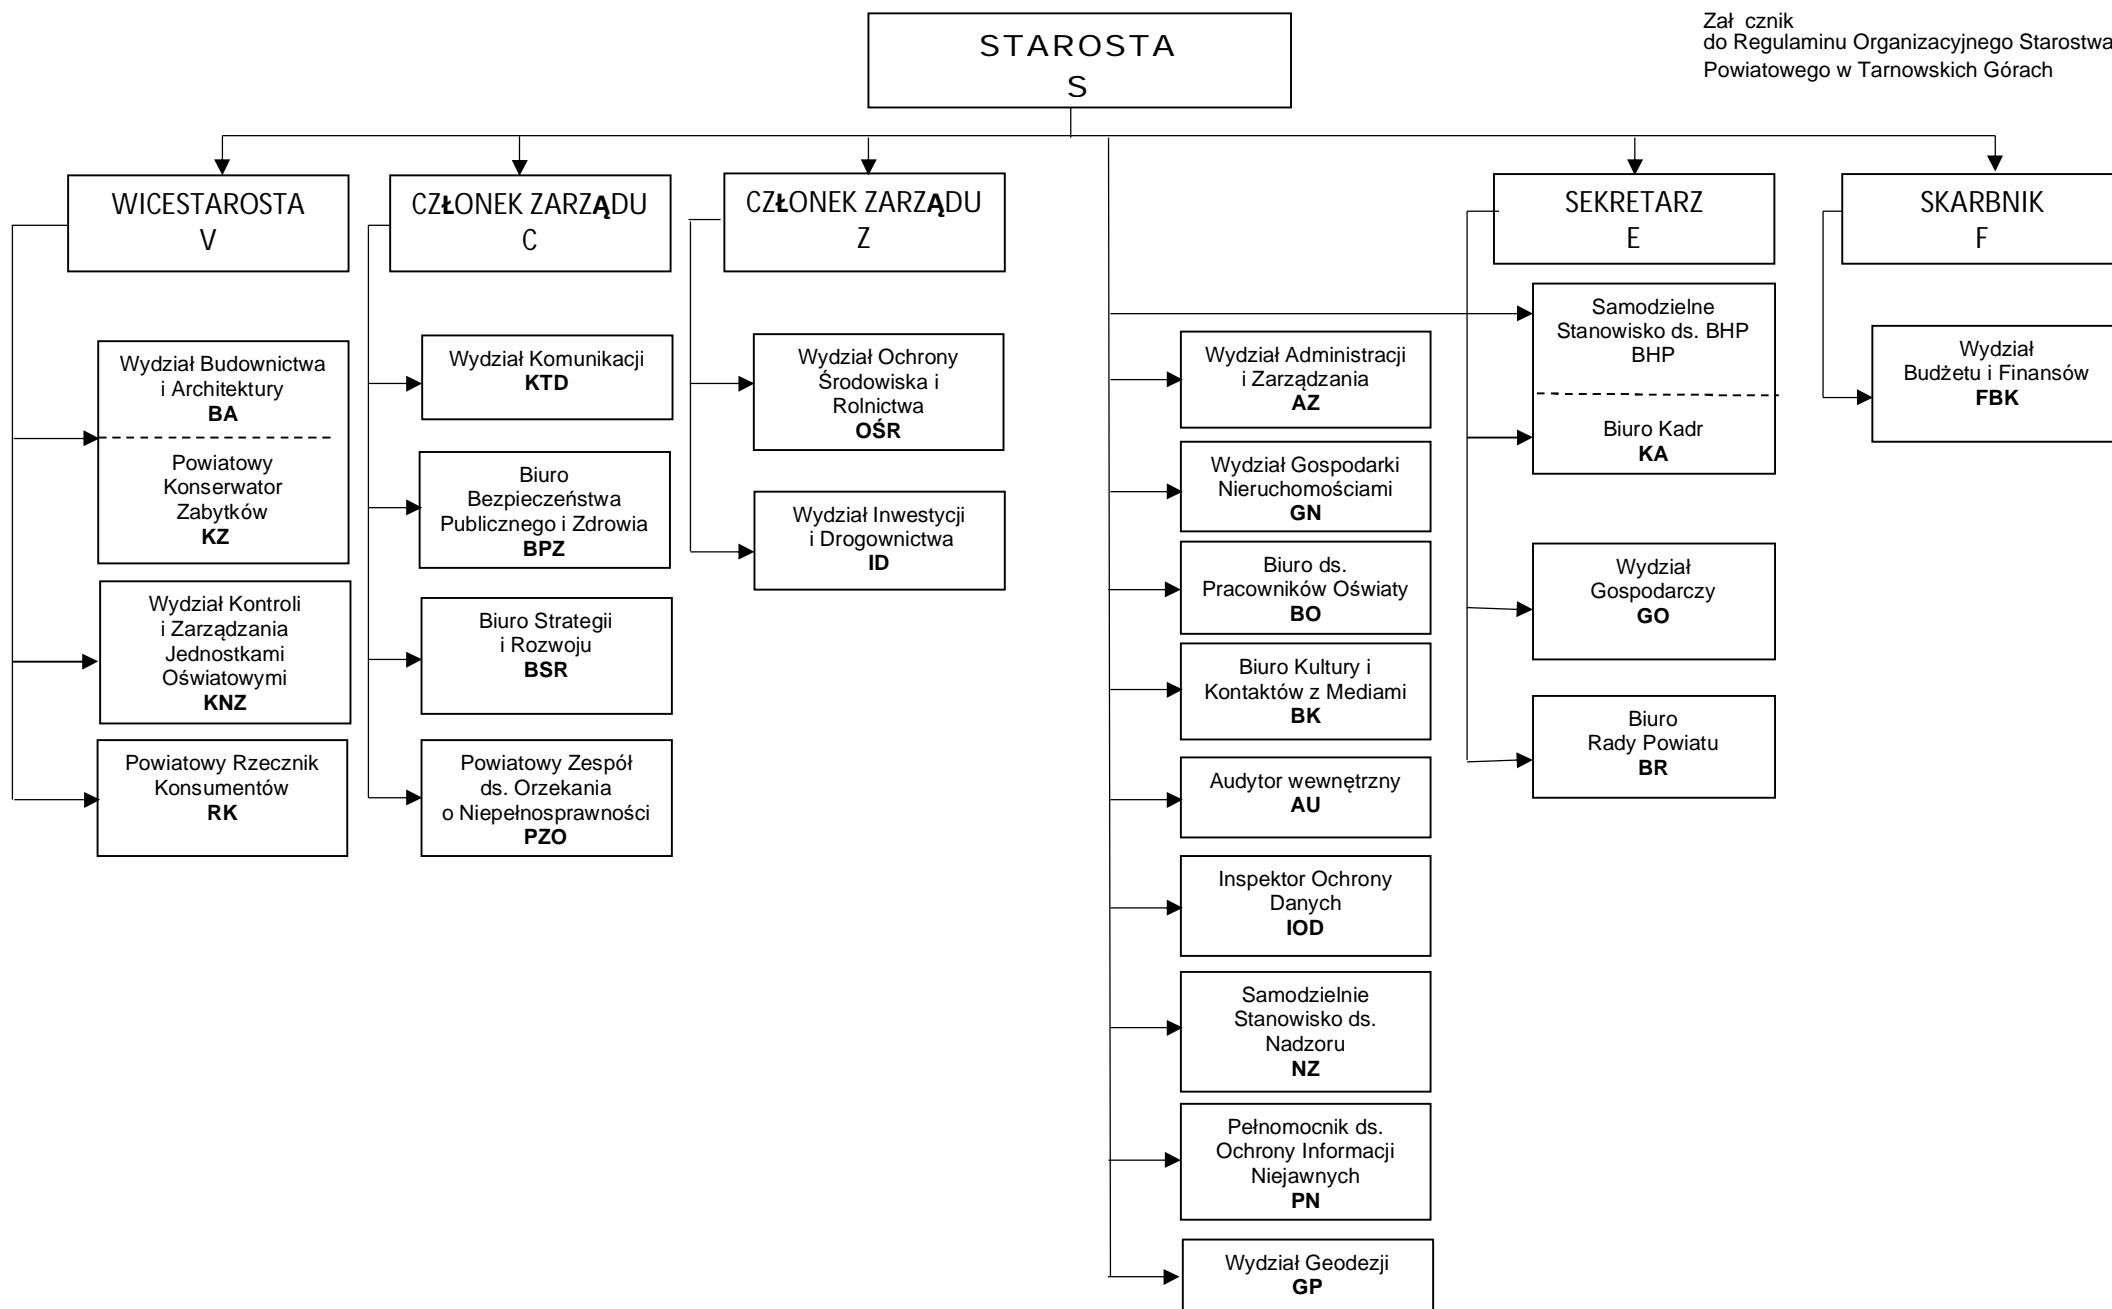 Zał cznik
do Regulaminu Organizacyjnego Starostwa
Powiatowego w Tarnowskich Górach
STAROSTA
S
WICESTAROSTA
V
CZŁONEK ZARZĄDU
C
CZŁONEK ZARZĄDU
Z
SEKRETARZ
E
SKARBNIK
F
Wydział Budownictwa
i Architektury
BA
Powiatowy
Konserwator
Zabytków
KZ
Wydział Kontroli
i Zarządzania
Jednostkami
Oświatowymi
KNZ
Powiatowy Rzecznik
Konsumentów
RK
Wydział Komunikacji
KTD
Biuro
Bezpieczeństwa
Publicznego i Zdrowia
BPZ
Biuro Strategii
i Rozwoju
BSR
Powiatowy Zespół
ds. Orzekania
o Niepełnosprawności
PZO
Wydział Ochrony
Środowiska i
Rolnictwa
OŚR
Wydział Inwestycji
i Drogownictwa
ID
Wydział Administracji
i Zarządzania
AZ
Wydział Gospodarki
Nieruchomościami
GN
Biuro ds.
Pracowników Oświaty
BO
Biuro Kultury i
Kontaktów z Mediami
BK
Audytor wewnętrzny
AU
Inspektor Ochrony
Danych
IOD
Samodzielnie
Stanowisko ds.
Nadzoru
NZ
Pełnomocnik ds.
Ochrony Informacji
Niejawnych
PN
Wydział Geodezji
GP
Samodzielne
Stanowisko ds. BHP
BHP
Biuro Kadr
KA
Wydział
Gospodarczy
GO
Biuro
Rady Powiatu
BR
Wydział
Budżetu i Finansów
FBK